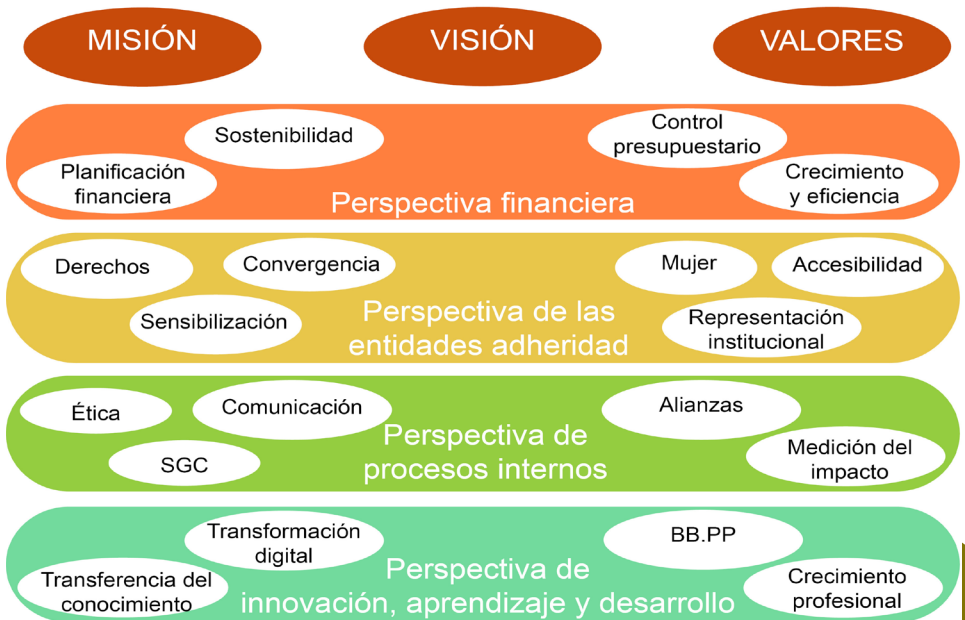 MISIÓN
VISIÓN
VALORES
Sostenibilidad
Control
presupuestario
Planificación
financiera
Crecimiento
y eficiencia
Perspectiva financiera
Derechos
Convergencia
Mujer
Accesibilidad
Sensibilización
Representación
institucional
Perspectiva de las
entidades adheridad
Ética
Comunicación
Alianzas
SGC
Medición del
impacto
Perspectiva de
procesos internos
Transformación
digital
BB.PP
Transferencia del
conocimiento
Crecimiento
profesional
Perspectiva de
innovación, aprendizaje y desarrollo